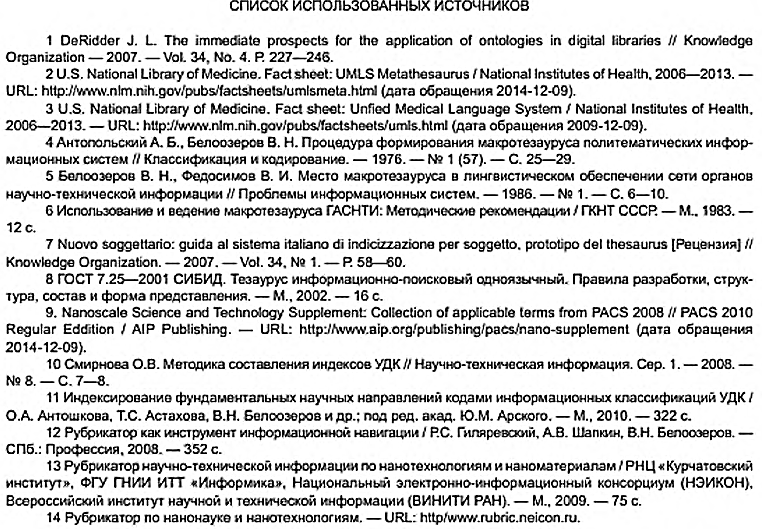 СПИСОК ИСПОЛЬЗОВАННЫХ ИСТОЧНИКОВ
1 DeRidder J. L. The immediate prospects for the application of ontologies in digital libraries // Knowledge
Organization — 2007. — Vol. 34, No. 4. P. 227—246.
2 U.S. National Library of Medicine. Fact sheet: UMLS Metathesaurus / National Institutes of Health, 2006—2013. —
URL: http://www.nlm.nih.gov/pubs/factsheets/umlsmeta.html (дата обращения 2014-12-09).
3 U.S. National Library of Medicine. Fact sheet: Unfied Medical Language System / National Institutes of Health,
2006—2013. — URL: http://www.nlm.nih.gov/pubs/factsheets/umls.html (дата обращения 2009-12-09).
4 Антопольский А. Б., Белоозеров В. Н. Процедура формирования макротезауруса политематических инфор-
мационных систем // Классификация и кодирование. — 1976. — № 1 (57). — С. 25—29.
5 Белоозеров В. Н., Федосимов В. И. Место макротезауруса в лингвистическом обеспечении сети органов
научно-технической информации // Проблемы информационных систем. — 1986. — № 1. — С. 6—10.
6 Использование и ведение макротезауруса ГАСНТИ: Методические рекомендации / ГКНТ СССР. — М., 1983. —
12 с.
7 Nuovo soggettario: guida al sistema italiano di indicizzazione per soggetto, prototipo del thesaurus [Рецензия] //
Knowledge Organization. — 2007. — Vol. 34, № 1. — P. 58—60.
8 ГОСТ 7.25—2001 СИБИД. Тезаурус информационно-поисковый одноязычный. Правила разработки, струк-
тура, состав и форма представления. — М., 2002. — 16 с.
9. Nanoscale Science and Technology Supplement: Collection of applicable terms from PACS 2008 // PACS 2010
Regular Eddition / AIP Publishing. — URL: http://www.aip.org/publishing/pacs/nano-supplement (дата обращения
2014-12-09).
10 Смирнова О.В. Методика составления индексов УДК // Научно-техническая информация. Сер. 1. — 2008. —
№ 8. — С. 7—8.
11 Индексирование фундаментальных научных направлений кодами информационных классификаций УДК /
О.А. Антошкова, Т.С. Астахова, В.Н. Белоозеров и др.; под ред. акад. Ю.М. Арского. — М., 2010. — 322 с.
12 Рубрикатор как инструмент информационной навигации / Р.С. Гиляревский, А.В. Шапкин, В.Н. Белоозеров. —
СПб.: Профессия, 2008. — 352 с.
13 Рубрикатор научно-технической информации по нанотехнологиям и наноматериалам / РНЦ «Курчатовский
институт», ФГУ ГНИИ ИТТ «Информика», Национальный электронно-информационный консорциум (НЭИКОН),
Всероссийский институт научной и технической информации (ВИНИТИ РАН). — М., 2009. — 75 с.
14 Рубрикатор по нанонауке и нанотехнологиям. — URL: http/www.rubric.neicon.ru.